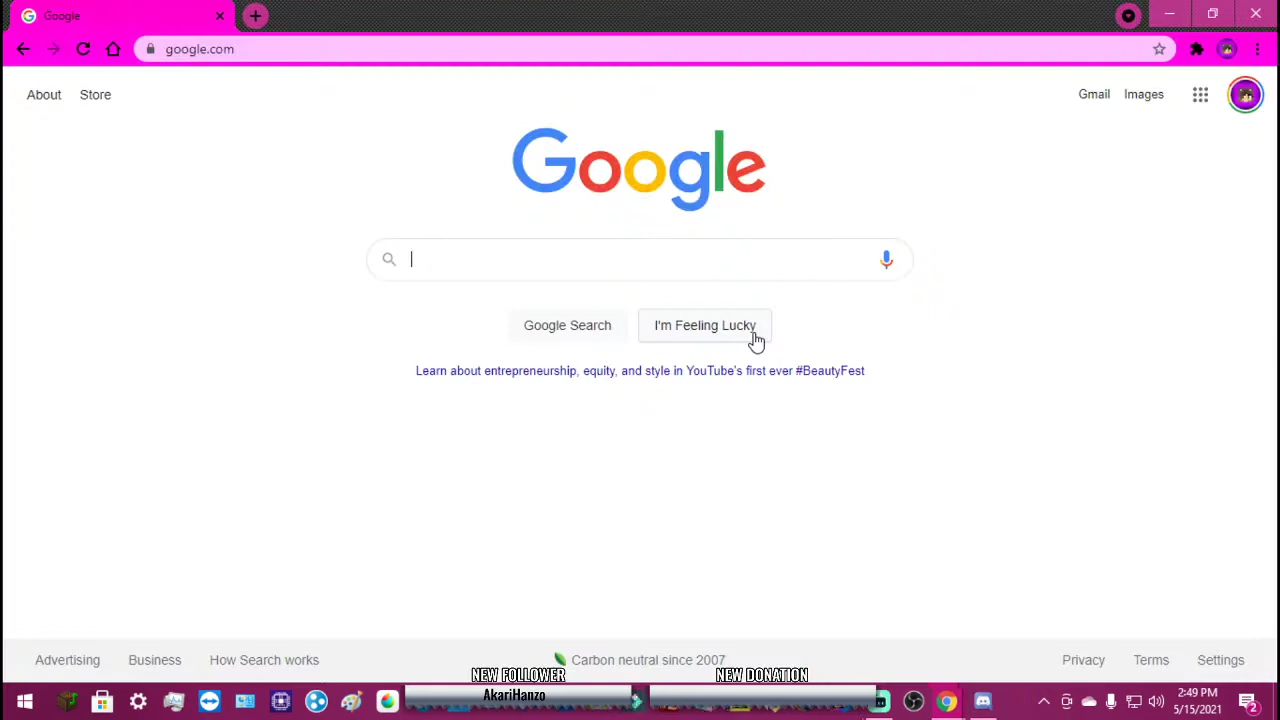 Google
google.com
About Store Gmail Images
Google
Google Search I'm Feeling Lucky
Learn about entrepreneurship, equity, and style in YouTube's first ever #BeautyFest
Advertising Business How Search works Carbon neutral since 2007 Privacy Terms Settings
NEW FOLLOWER NEW DONATION
AkariHanzo
2:49 PM
5/15/2021
2